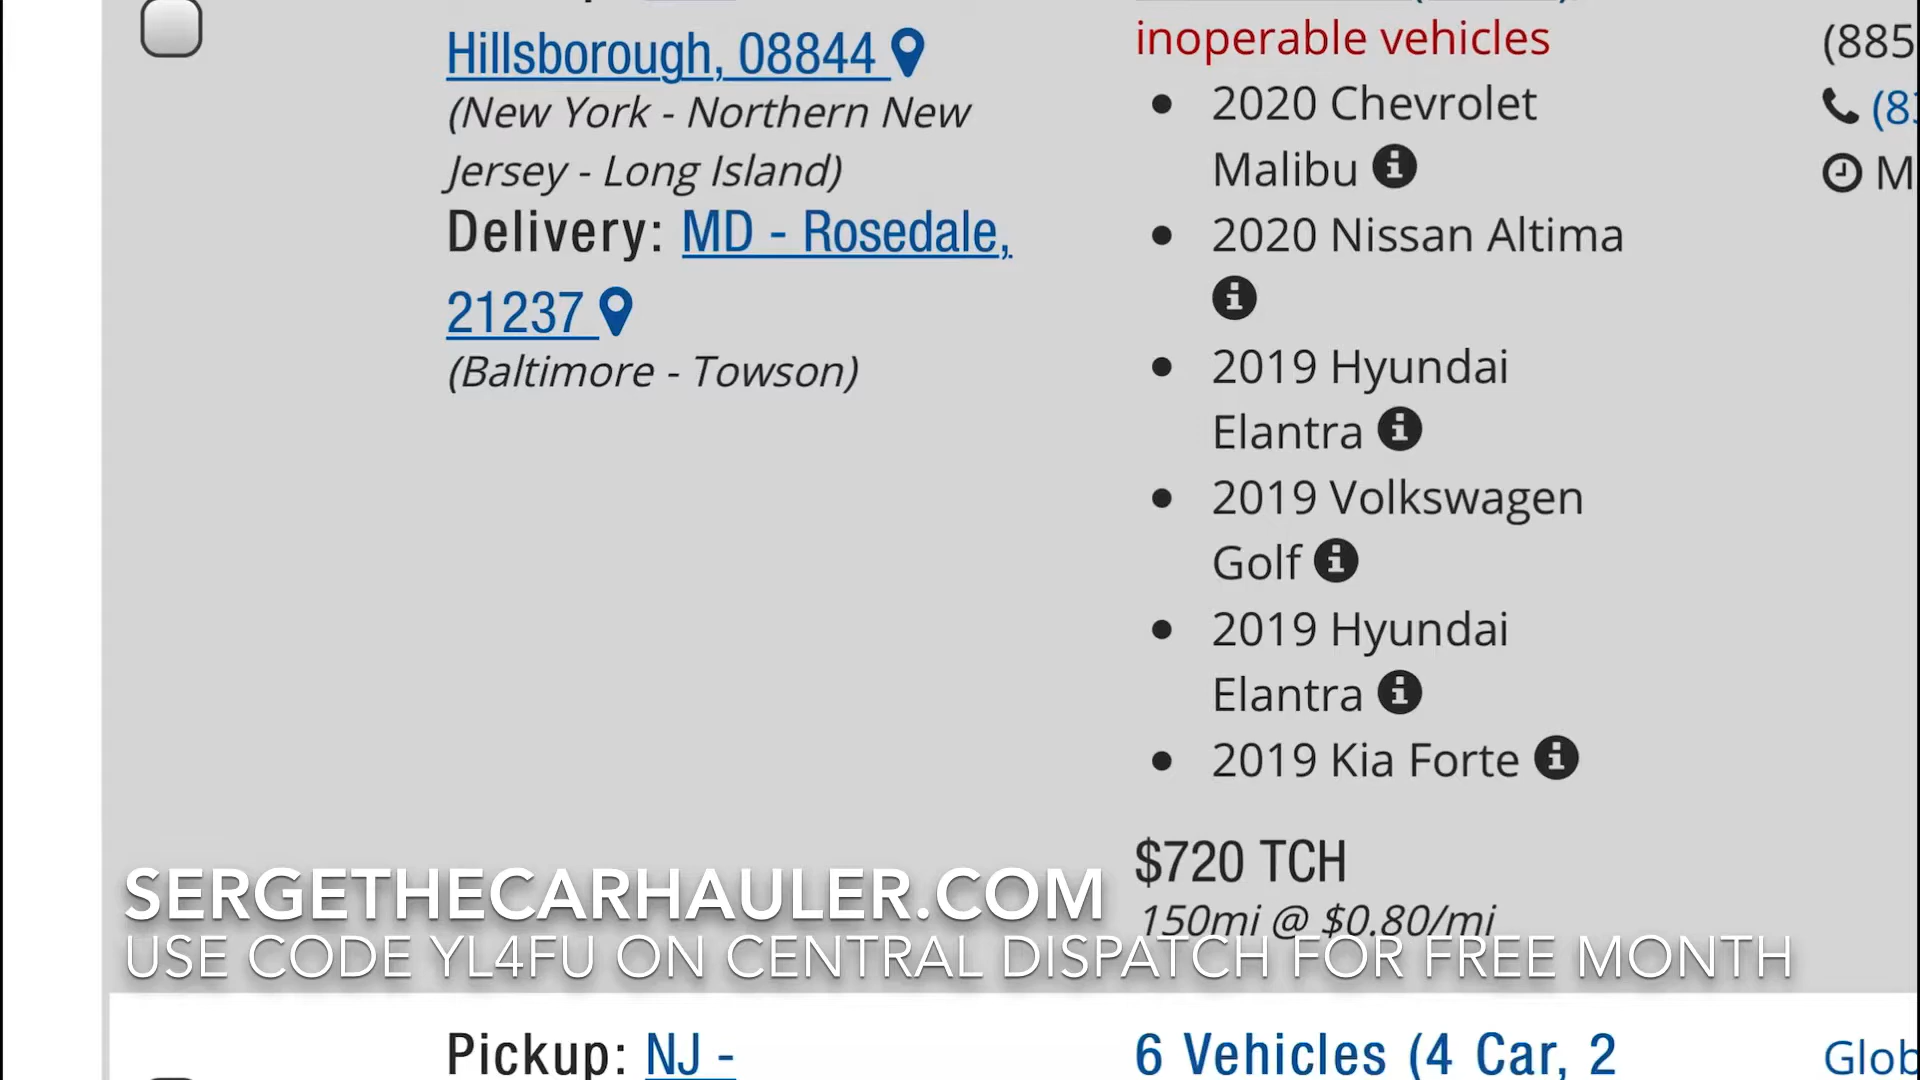 Hillsborough, 08844
(New York - Northern New
Jersey - Long Island)
Delivery: MD - Rosedale,
21237
(Baltimore - Towson)
inoperable vehicles
2020 Chevrolet
Malibu
2020 Nissan Altima
2019 Hyundai
Elantra
2019 Volkswagen
Golf
2019 Hyundai
Elantra
2019 Kia Forte
$720 TCH
150mi @ $0.80/mi
(885
(83
M
SERGETHECARHAULER.COM
USE CODE YL4FU ON CENTRAL DISPATCH FOR FREE MONTH
Pickup: NJ -
6 Vehicles (4 Car, 2
Glob